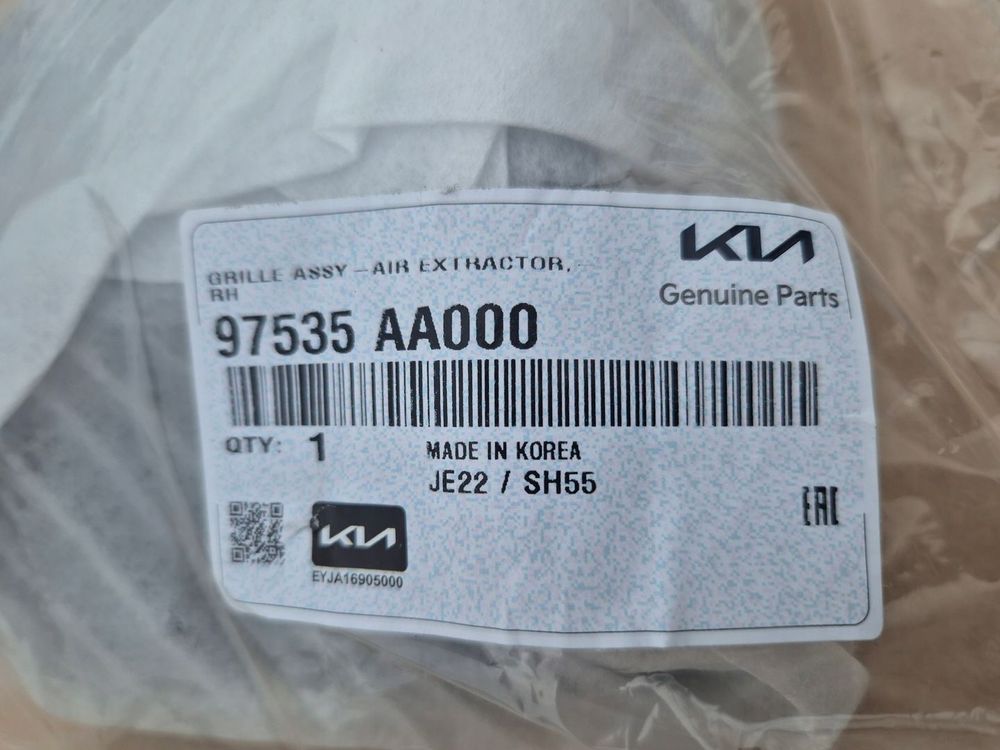 GRILLE ASSY-AIR EXTRACTOR,
RH
KIA
Genuine Parts
97535 AA000
QTY: 1
MADE IN KOREA
JE22 / SH55
KIA
EYJA16905000
EAC